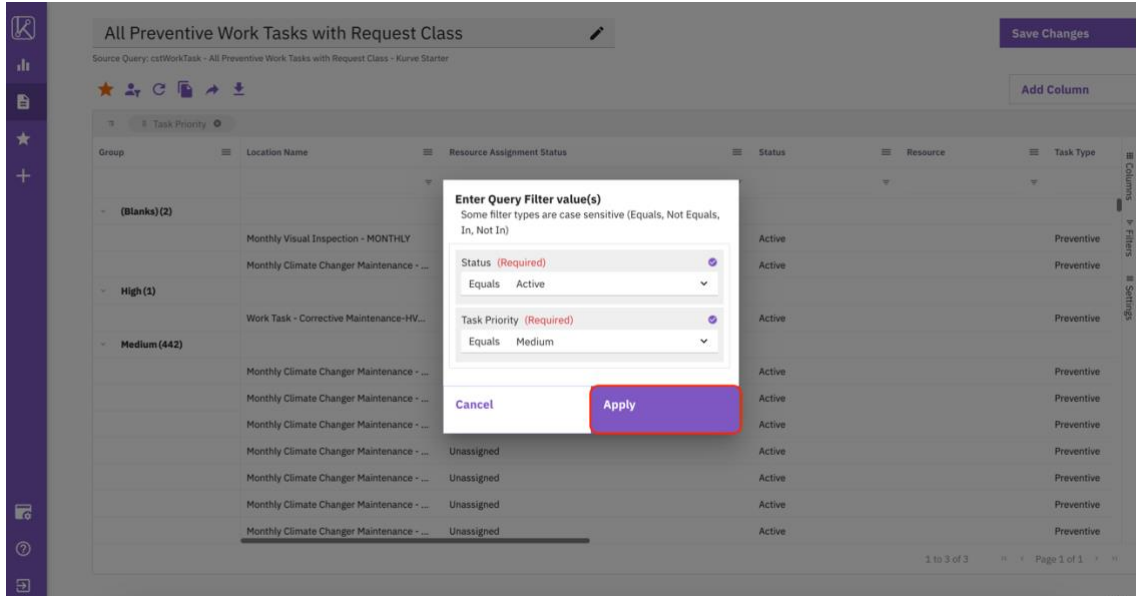 All Preventive Work Tasks with Request Class
Save Changes
Source Query: cstWorkTask - All Preventive Work Tasks with Request Class - Kurve Starter
Add Column
Task Priority
Group
Location Name
Resource Assignment Status
Status
Resource
Task Type
Columns
Filters
Settings
Enter Query Filter value(s)
Some filter types are case sensitive (Equals, Not Equals,
In, Not In)
Status (Required)
Equals Active
Task Priority (Required)
Equals Medium
Cancel
Apply
(Blanks) (2)
Monthly Visual Inspection - MONTHLY
Active
Preventive
Monthly Climate Changer Maintenance - ...
Active
Preventive
High (1)
Work Task - Corrective Maintenance-HV...
Active
Preventive
Medium (442)
Monthly Climate Changer Maintenance - ...
Active
Preventive
Monthly Climate Changer Maintenance - ...
Active
Preventive
Monthly Climate Changer Maintenance - ...
Active
Preventive
Monthly Climate Changer Maintenance - ...
Unassigned
Active
Preventive
Monthly Climate Changer Maintenance - ...
Unassigned
Active
Preventive
Monthly Climate Changer Maintenance - ...
Unassigned
Active
Preventive
Monthly Climate Changer Maintenance - ...
Unassigned
Active
Preventive
1 to 3 of 3
Page 1 of 1